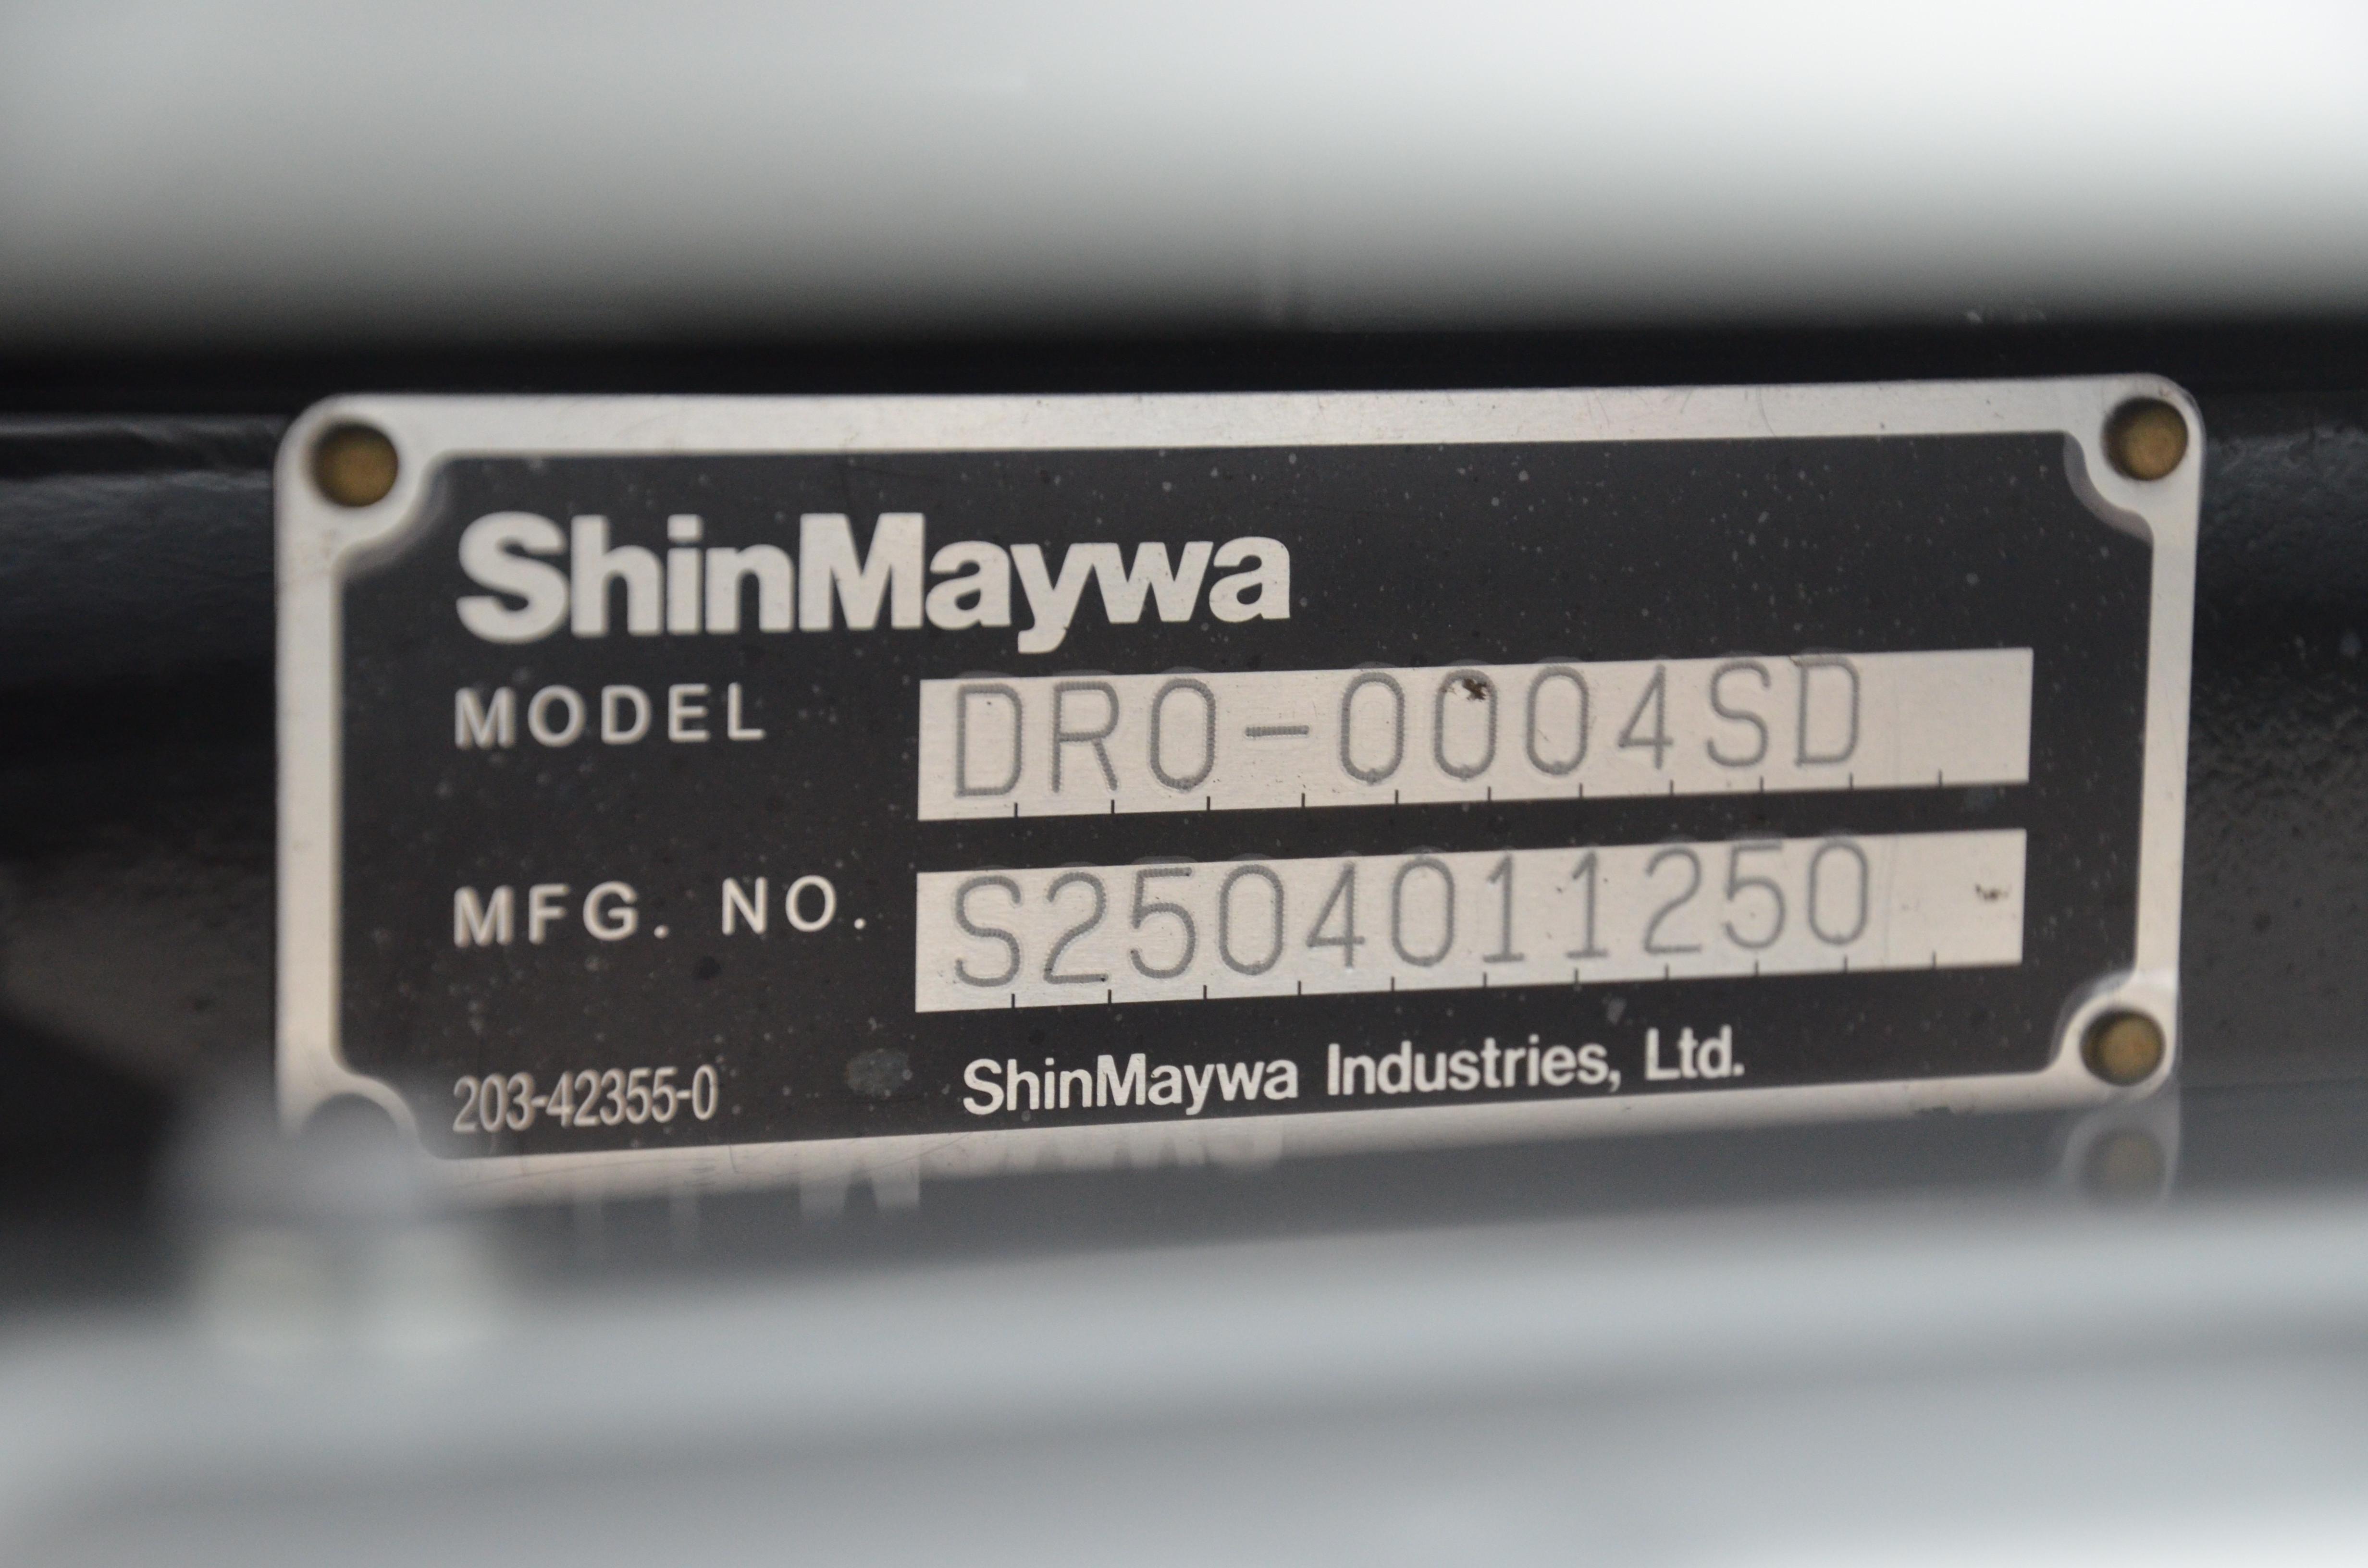 ShinMaywa
MODEL DR0-0004SD
MFG. NO. S2504011250
203-42355-0 ShinMaywa Industries, Ltd.